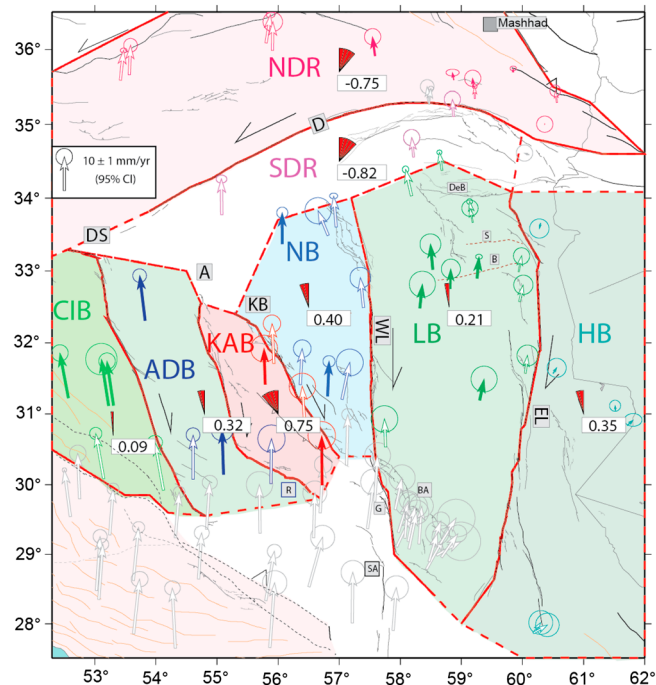 36°
Mashhad
NDR
-0.75
35°
D
10 ± 1 mm/yr
(95% CI)
SDR
-0.82
34°
DeB
DS
NB
S
33°
A
B
KB
CIB
0.40
0.21
WL
LB
HB
32°
KAB
ADB
31°
0.09
0.32
0.75
EL
0.35
30°
R
BA
G
29°
SA
28°
53° 54° 55° 56° 57° 58° 59° 60° 61° 62°